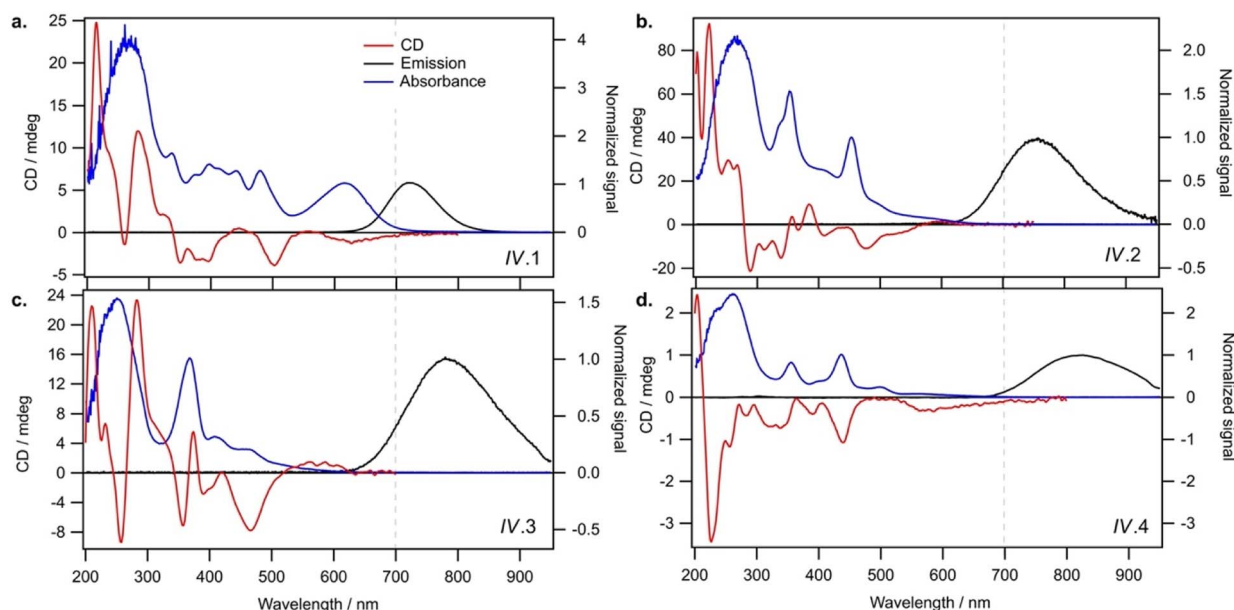 a.
25
20
15
10
5
0
-5
CD / mdeg
4
3
2
1
0
Normalized signal
CD
Emission
Absorbance
IV.1
b.
80
60
40
20
0
-20
CD / mdeg
2.0
1.5
1.0
0.5
0.0
-0.5
Normalized signal
IV.2
c.
24
20
16
12
8
4
0
-4
-8
CD / mdeg
1.5
1.0
0.5
0.0
-0.5
Normalized signal
IV.3
200 300 400 500 600 700 800 900
Wavelength / nm
d.
2
1
0
-1
-2
-3
CD / mdeg
2
1
0
-1
-2
-3
Normalized signal
IV.4
200 300 400 500 600 700 800 900
Wavelength / nm